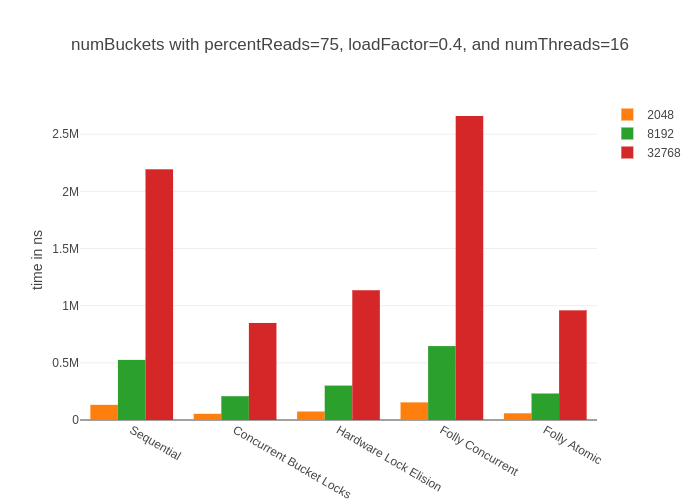 numBuckets with percentReads=75, loadFactor=0.4, and numThreads=16
2048
8192
32768
time in ns
2.5M
2M
1.5M
1M
0.5M
0
Sequential
Concurrent Bucket Locks
Hardware Lock Elision
Folly Concurrent
Folly Atomic